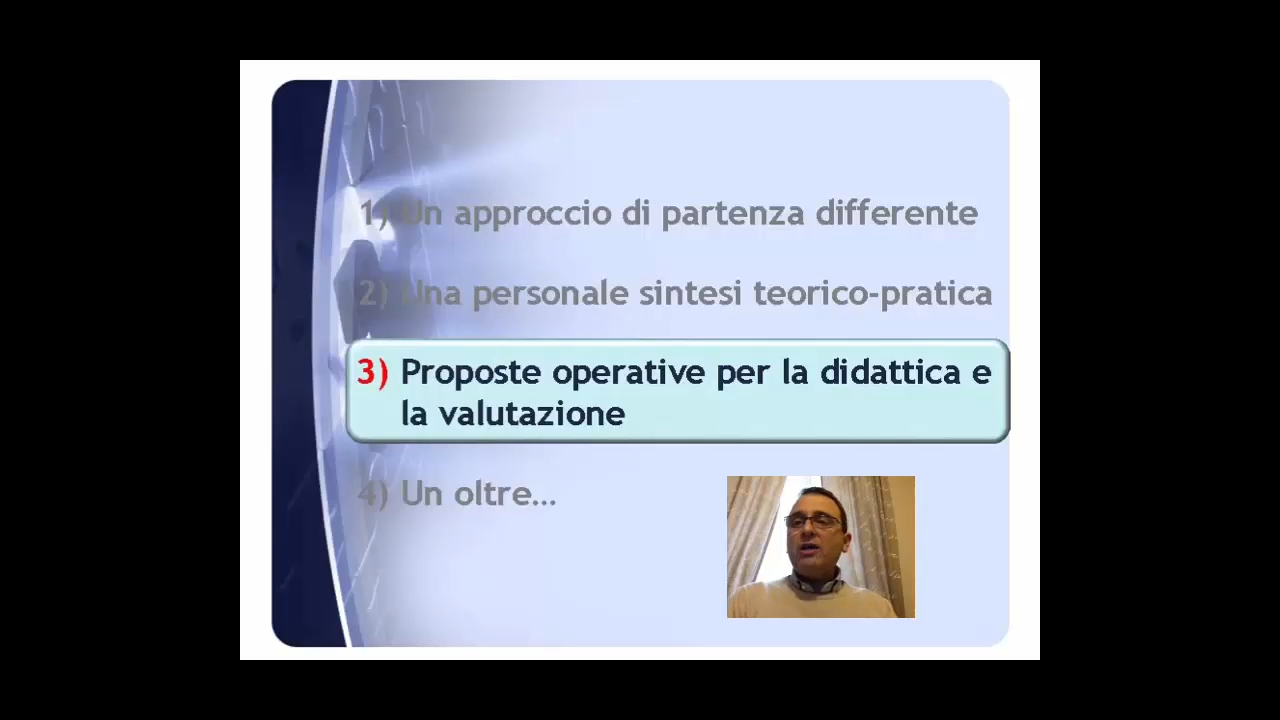 1) Un approccio di partenza differente
2) Una personale sintesi teorico-pratica
3) Proposte operative per la didattica e
la valutazione
4) Un oltre...